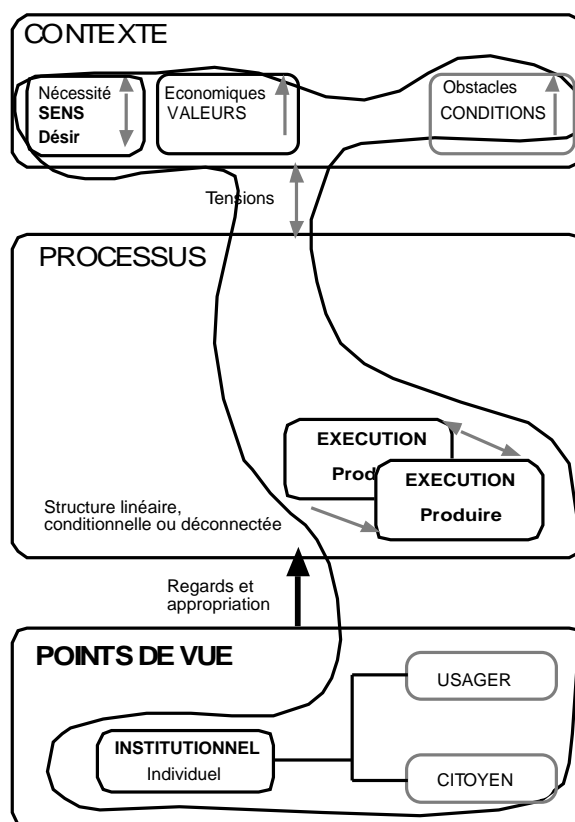 CONTEXTE
Nécessité
SENS
Désir
Economiques
VALEURS
Obstacles
CONDITIONS
Tensions
PROCESSUS
EXECUTION
EXECUTION
Produire
Structure linéaire,
conditionnelle ou déconnectée
Regards et
appropriation
POINTS DE VUE
INSTITUTIONNEL
Individuel
USAGER
CITOYEN